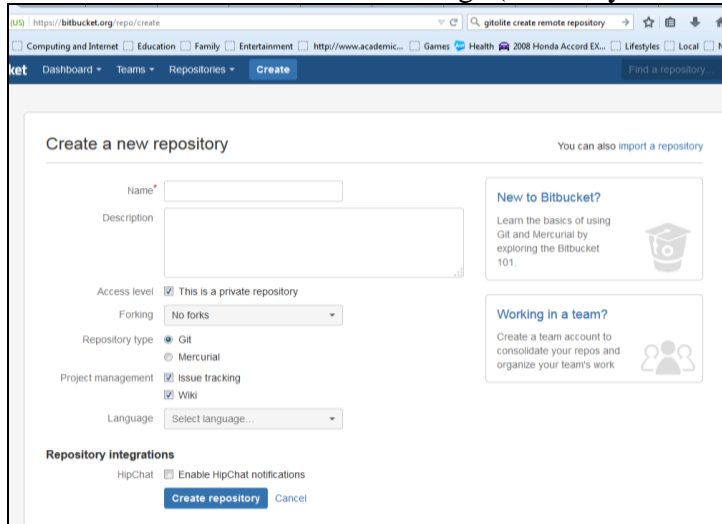 (US) https://bitbucket.org/repo/create gitolite create remote repository
Computing and Internet Education Family Entertainment http://www.academic... Games Health 2008 Honda Accord EX... Lifestyles Local
ket Dashboard Teams Repositories Create Find a repository...
Create a new repository You can also import a repository
Name*
New to Bitbucket?
Description
Learn the basics of using
Git and Mercurial by
exploring the Bitbucket
101.
Access level This is a private repository
Forking No forks
Working in a team?
Repository type Git
Create a team account to
Mercurial
consolidate your repos and
organize your team's work
Project management Issue tracking
Wiki
Language Select language...
Repository integrations
HipChat Enable HipChat notifications
Create repository Cancel